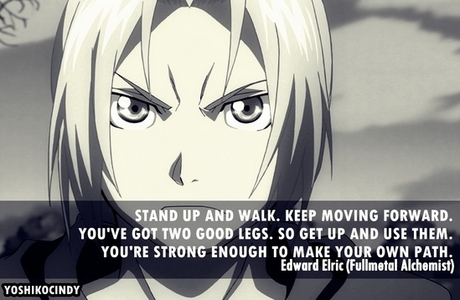 STAND UP AND WALK. KEEP MOVING FORWARD.
YOU'VE GOT TWO GOOD LEGS. SO GET UP AND USE THEM.
YOU'RE STRONG ENOUGH TO MAKE YOUR OWN PATH.
Edward Elric (Fullmetal Alchemist)
YOSHIKOCINDY